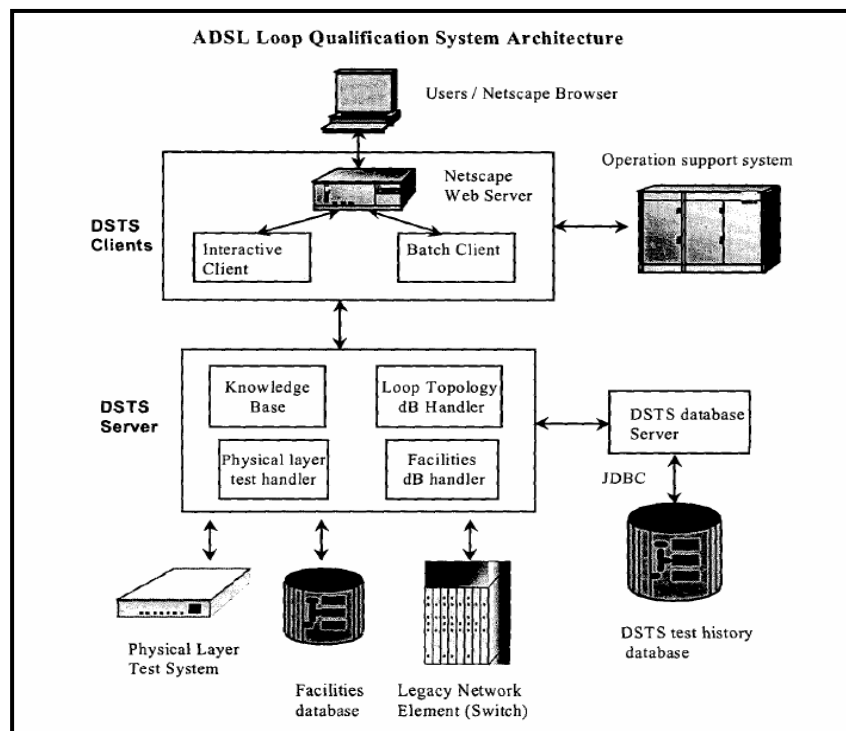 ADSL Loop Qualification System Architecture
Users / Netscape Browser
Operation support system
Netscape
Web Server
DSTS
Clients
Interactive
Client
Batch Client
DSTS
Server
Knowledge
Base
Loop Topology
dB Handler
Physical layer
test handler
Facilities
dB handler
DSTS database
Server
JDBC
Physical Layer
Test System
Facilities
database
Legacy Network
Element (Switch)
DSTS test history
database